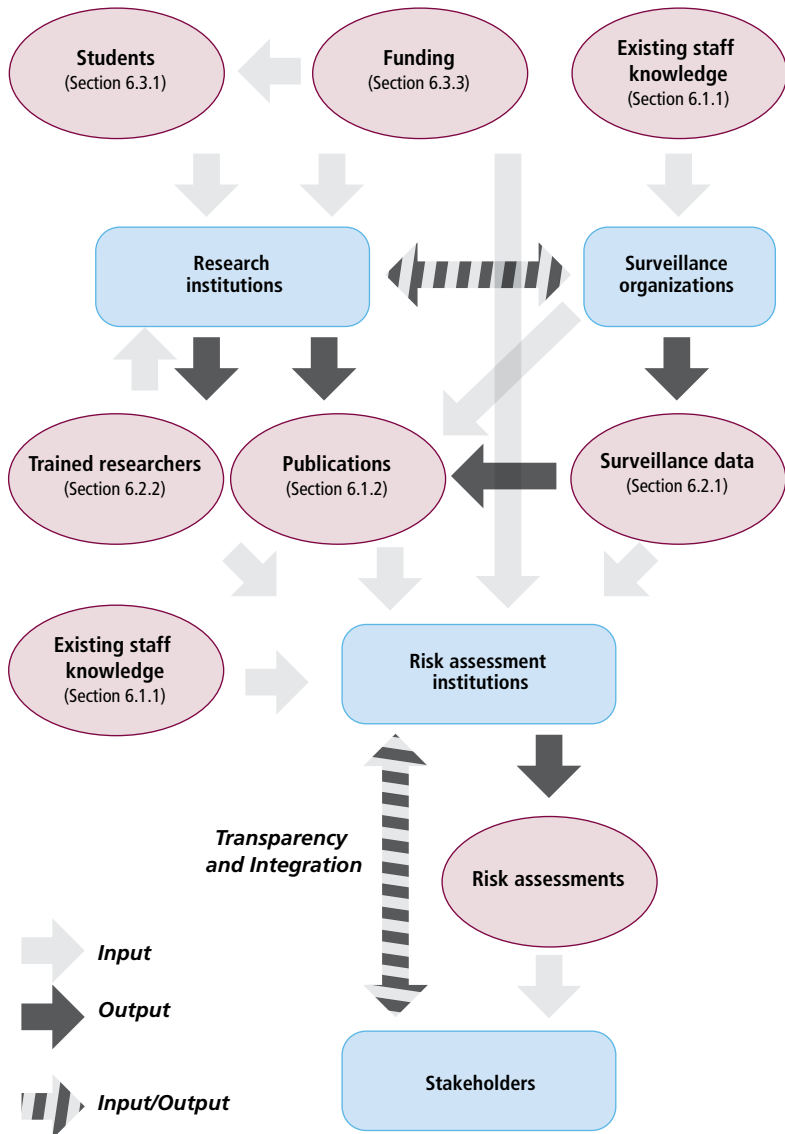 Students
(Section 6.3.1)
Funding
(Section 6.3.3)
Existing staff
knowledge
(Section 6.1.1)
Research
institutions
Surveillance
organizations
Trained researchers
(Section 6.2.2)
Publications
(Section 6.1.2)
Surveillance data
(Section 6.2.1)
Existing staff
knowledge
(Section 6.1.1)
Risk assessment
institutions
Transparency
and Integration
Risk assessments
Input
Output
Input/Output
Stakeholders